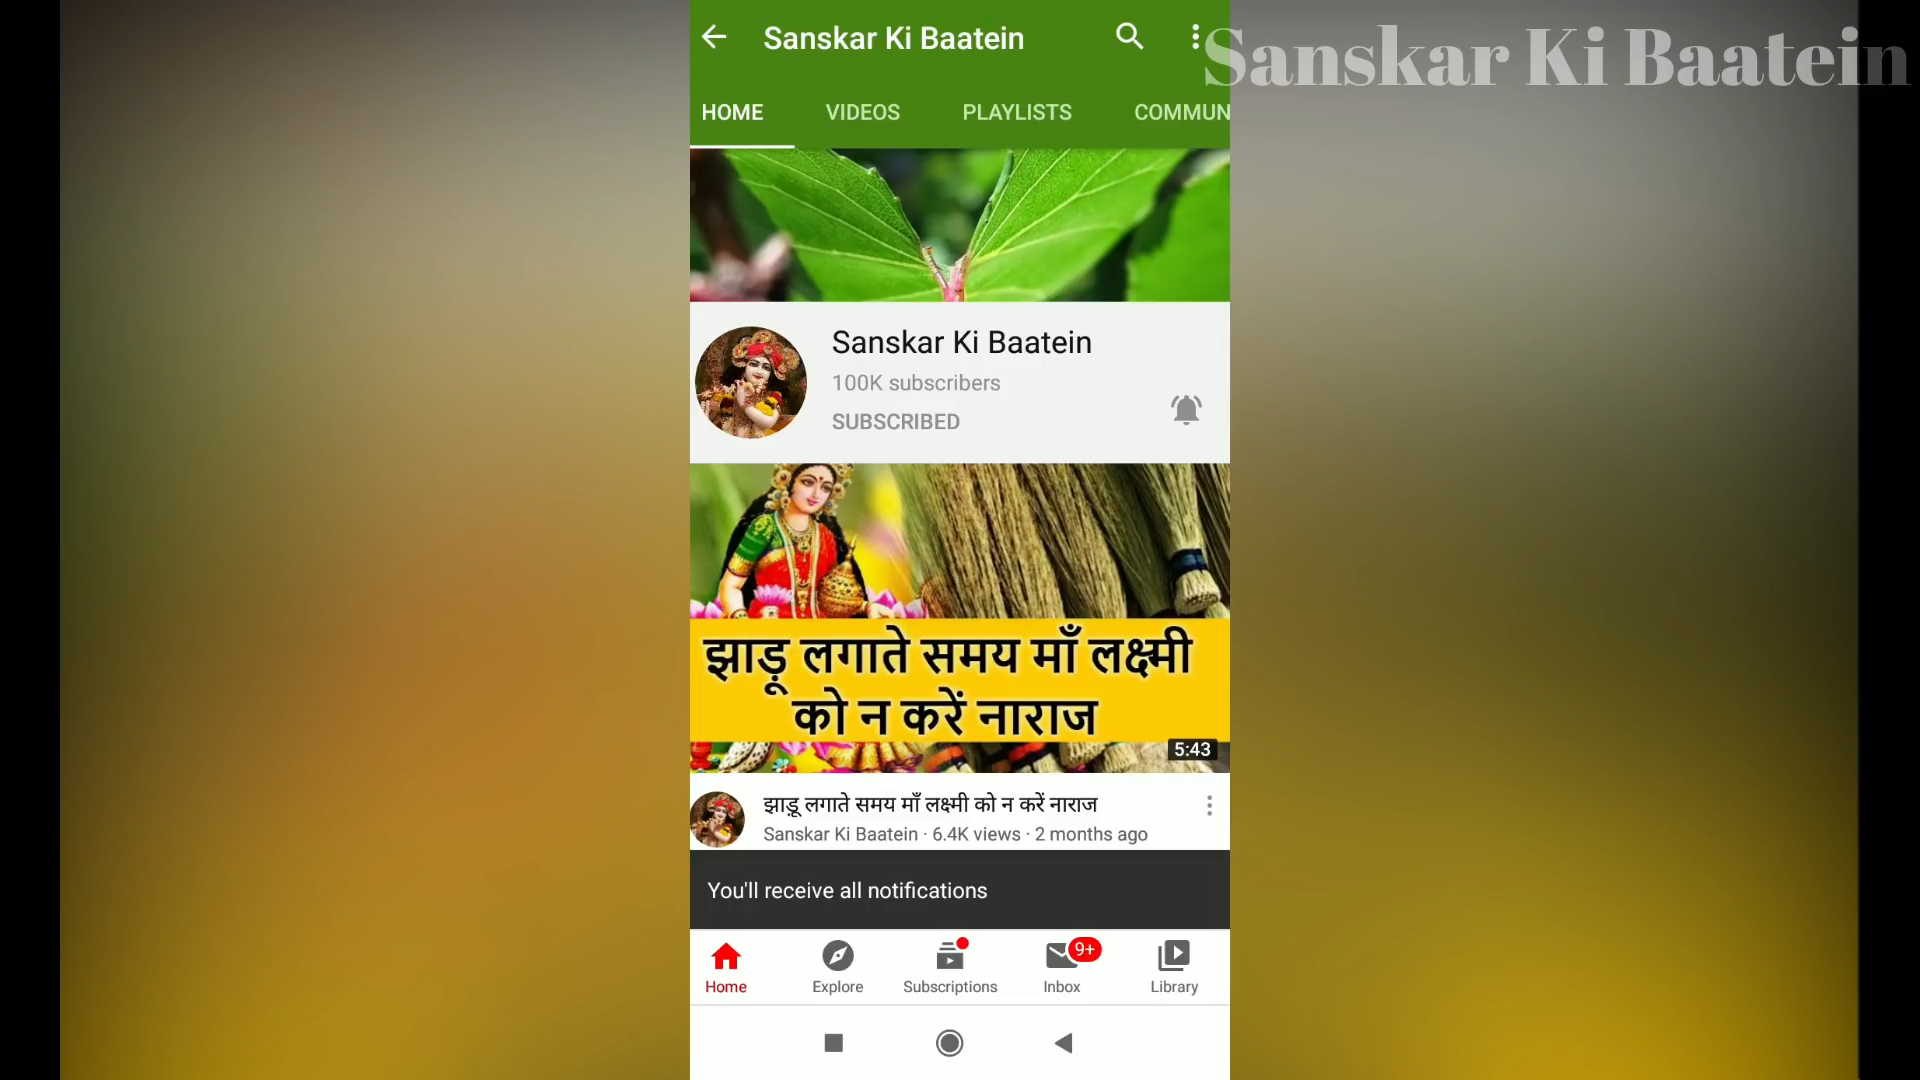 Sanskar Ki Baatein
Sanskar Ki Baatein
HOME VIDEOS PLAYLISTS COMMUN
Sanskar Ki Baatein
100K subscribers
SUBSCRIBED
झाड़ू लगाते समय माँ लक्ष्मी
को न करें नाराज
5:43
झाड़ू लगाते समय माँ लक्ष्मी को न करें नाराज
Sanskar Ki Baatein · 6.4K views · 2 months ago
You'll receive all notifications
9+
Home Explore Subscriptions Inbox Library